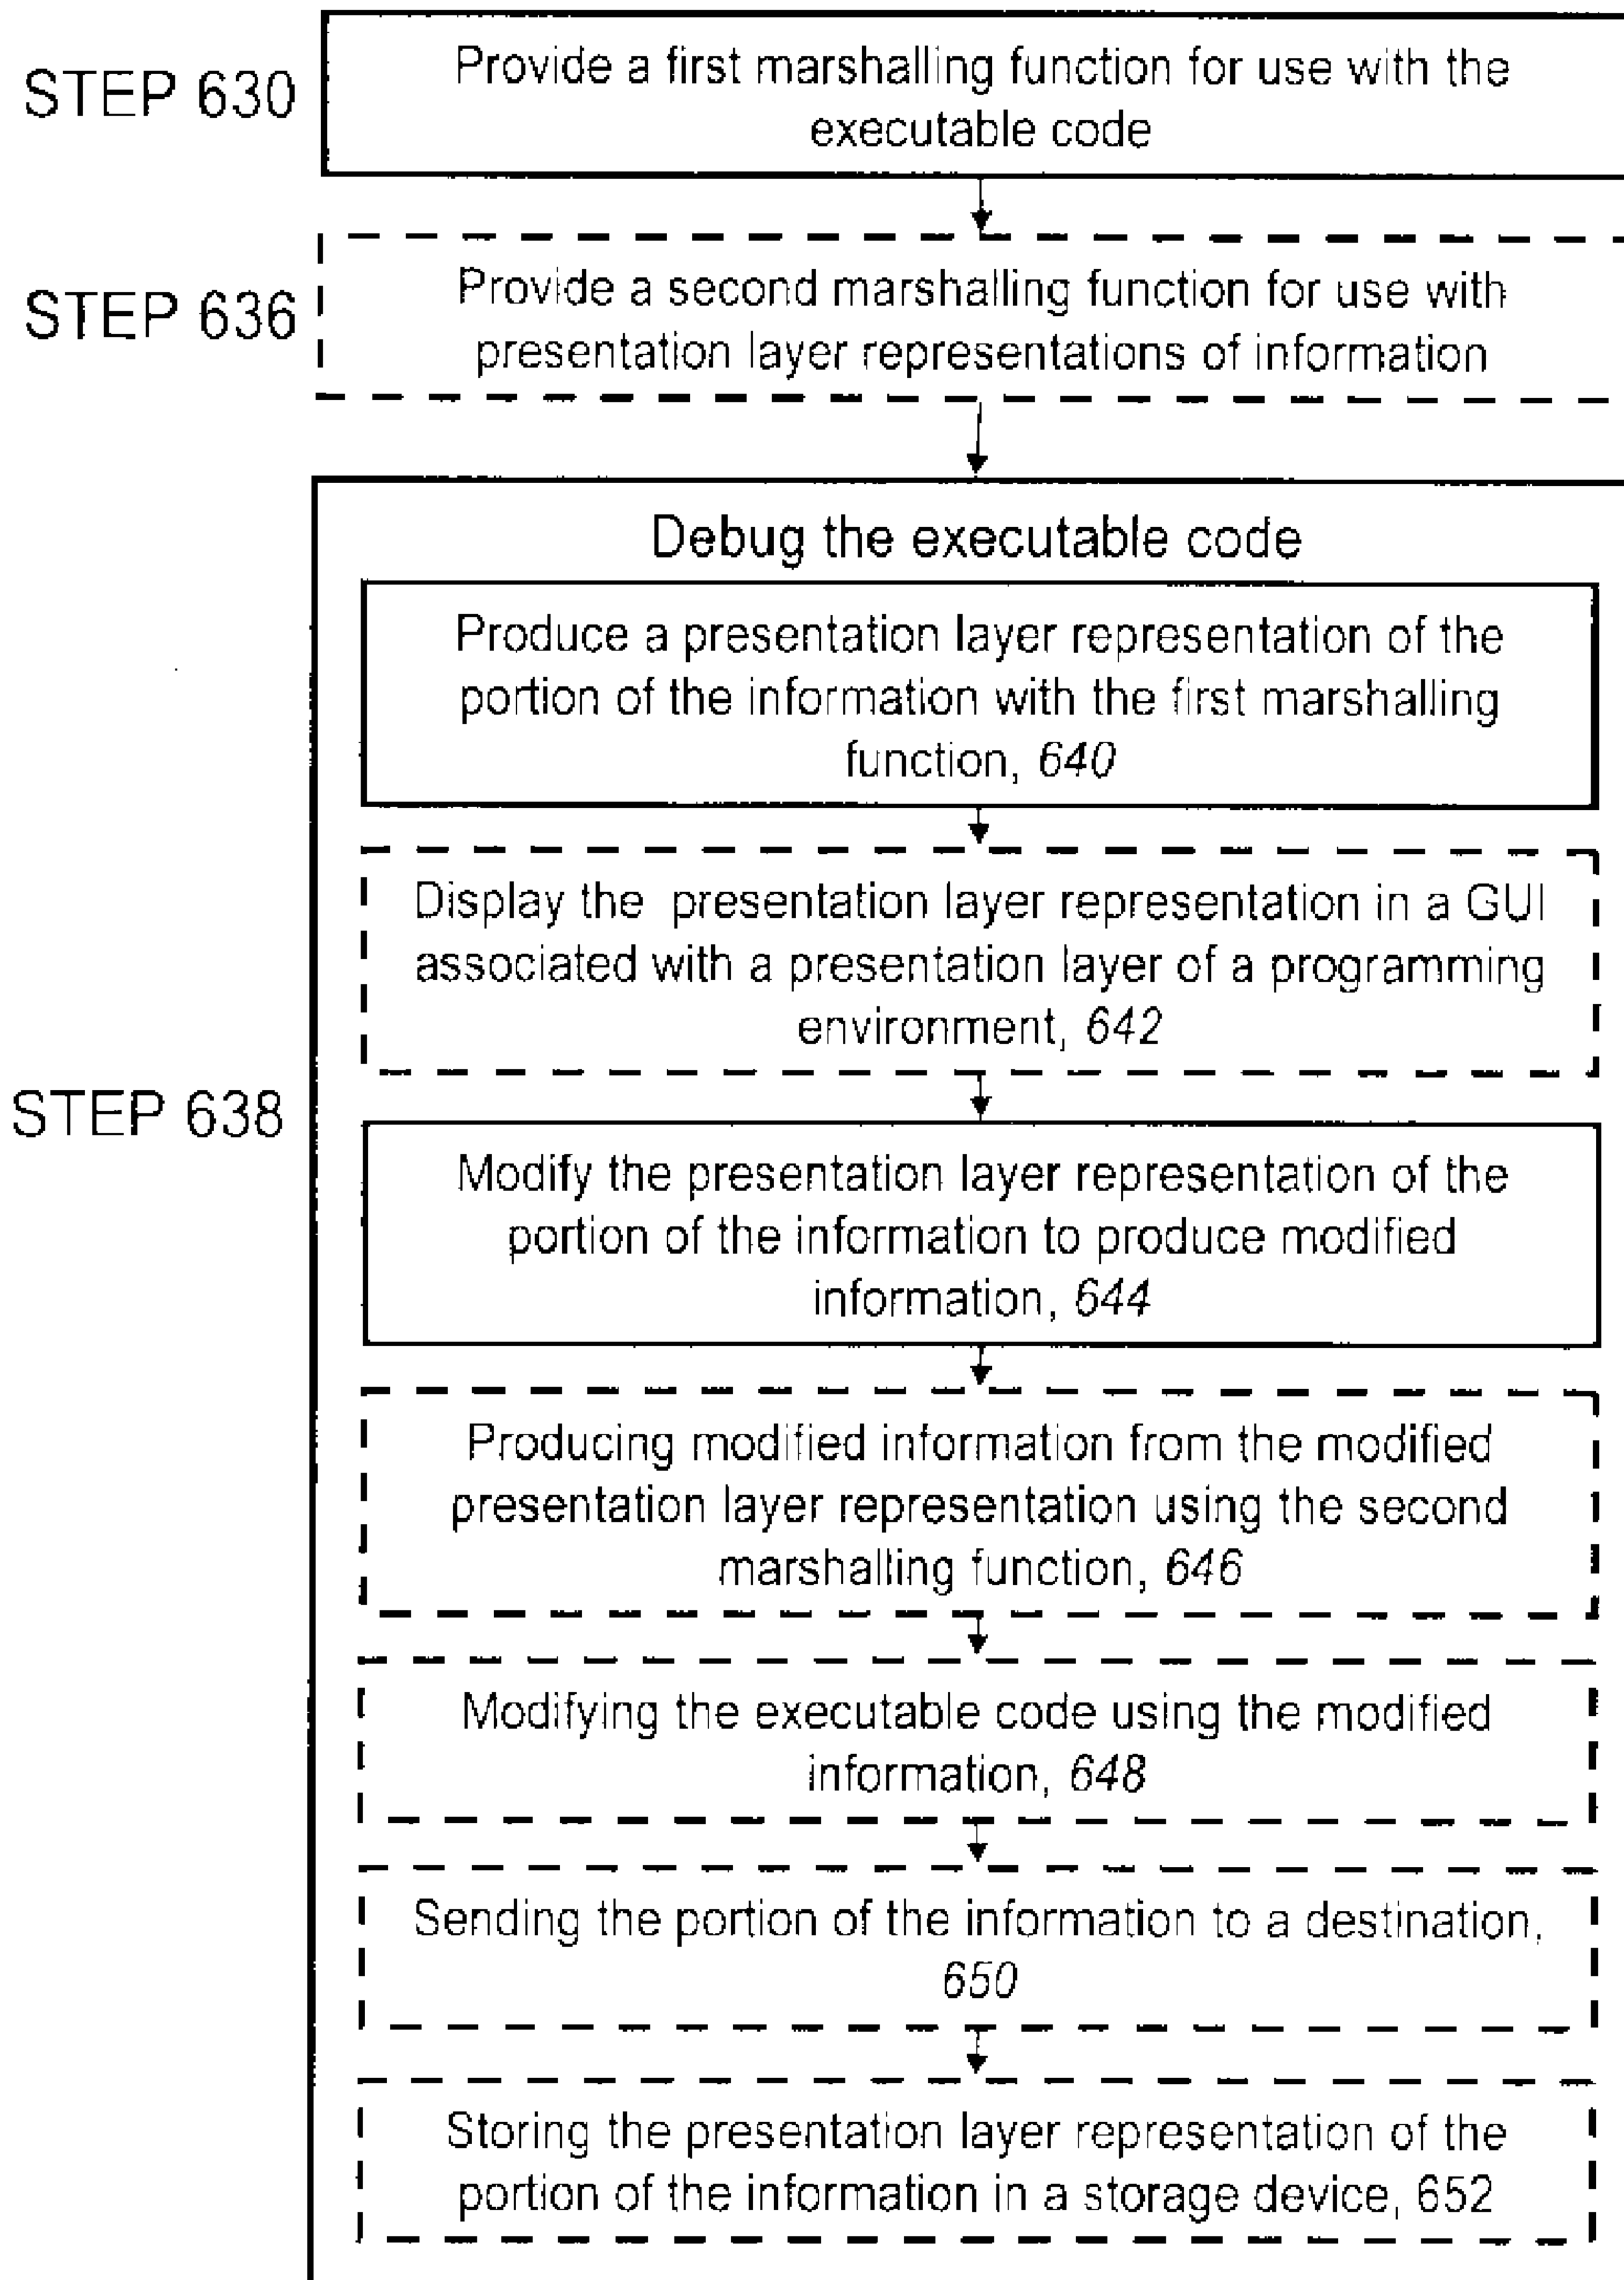 STEP 630
Provide a first marshalling function for use with the
executable code
STEP 636
Provide a second marshalling function for use with
presentation layer representations of information
STEP 638
Debug the executable code
Produce a presentation layer representation of the
portion of the information with the first marshalling
function, 640
Display the presentation layer representation in a GUI
associated with a presentation layer of a programming
environment, 642
Modify the presentation layer representation of the
portion of the information to produce modified
information, 644
Producing modified information from the modified
presentation layer representation using the second
marshalling function, 646
Modifying the executable code using the modified
information, 648
Sending the portion of the information to a destination,
650
Storing the presentation layer representation of the
portion of the information in a storage device, 652